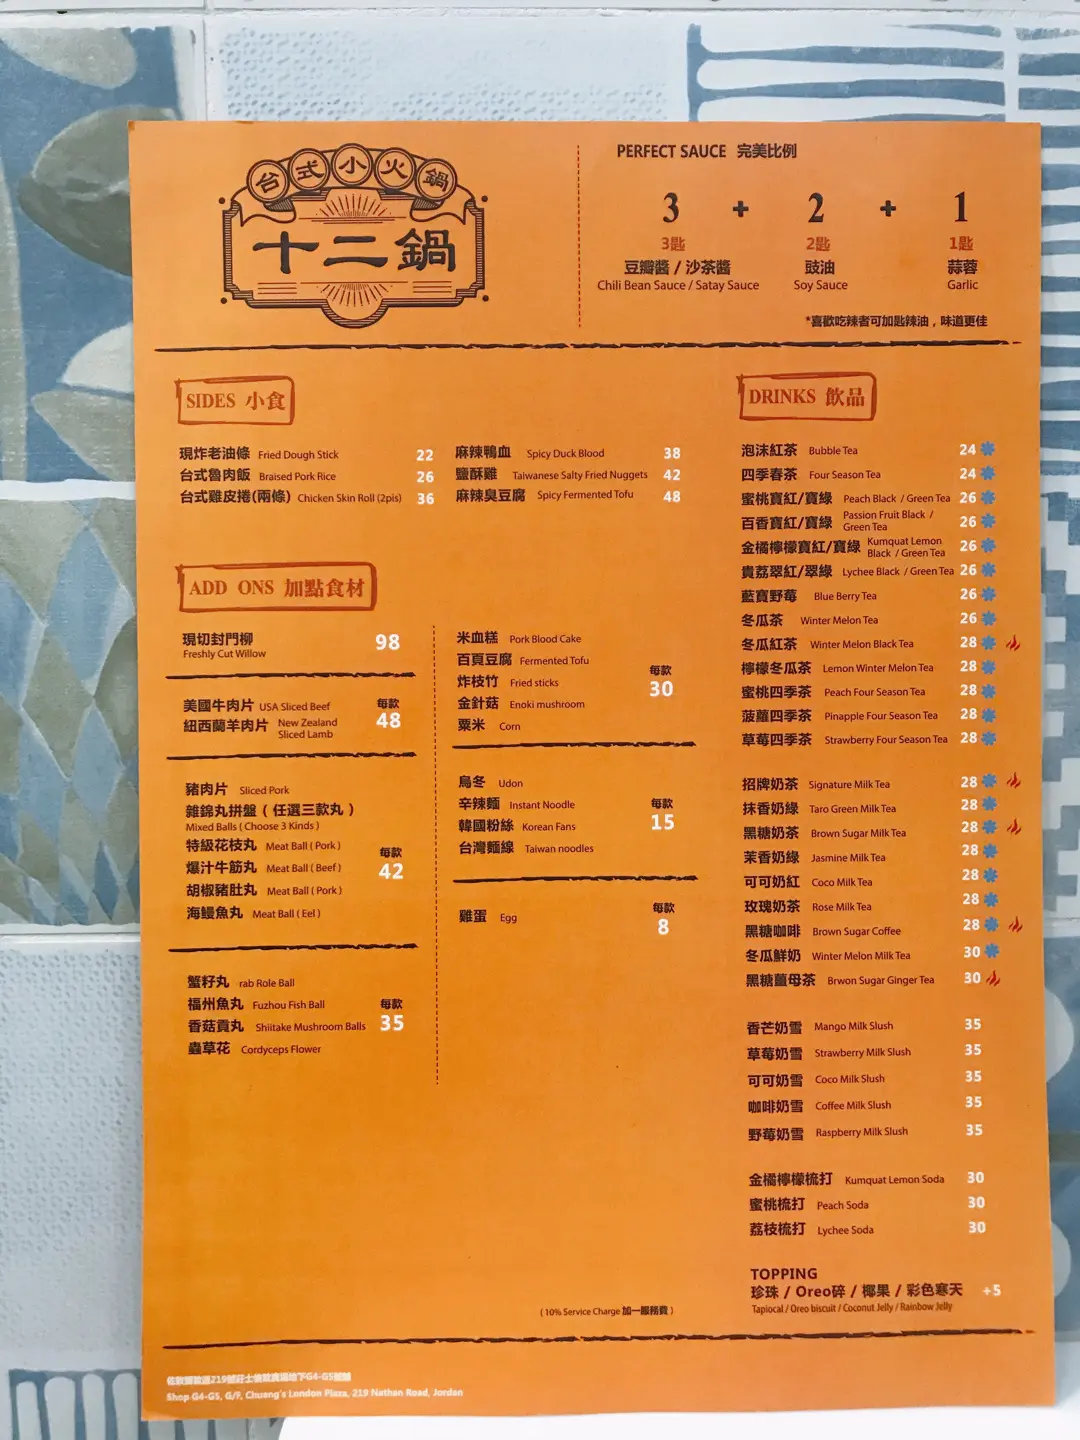 台式小火鍋
十二鍋
PERFECT SAUCE 完美比例
3 + 2 + 1
3匙 2匙 1匙
豆瓣醬 / 沙茶醬 豉油 蒜蓉
Chili Bean Sauce / Satay Sauce Soy Sauce Garlic
*喜歡吃辣者可加匙辣油，味道更佳
SIDES 小食
現炸老油條 Fried Dough Stick 22
台式魯肉飯 Braised Pork Rice 26
台式雞皮捲(兩條) Chicken Skin Roll (2pis) 36
麻辣鴨血 Spicy Duck Blood 38
鹽酥雞 Taiwanese Salty Fried Nuggets 42
麻辣臭豆腐 Spicy Fermented Tofu 48
ADD ONS 加點食材
現切封門柳 98
Freshly Cut Willow
美國牛肉片 USA Sliced Beef 每款
紐西蘭羊肉片 New Zealand Sliced Lamb 48
豬肉片 Sliced Pork
雜錦丸拼盤 ( 任選三款丸 )
Mixed Balls ( Choose 3 Kinds )
特級花枝丸 Meat Ball ( Pork ) 每款
爆汁牛筋丸 Meat Ball ( Beef ) 42
胡椒豬肚丸 Meat Ball ( Pork )
海鰻魚丸 Meat Ball ( Eel )
蟹籽丸 rab Role Ball
福州魚丸 Fuzhou Fish Ball 每款
香菇貢丸 Shiitake Mushroom Balls 35
蟲草花 Cordyceps Flower
米血糕 Pork Blood Cake
百頁豆腐 Fermented Tofu 每款
炸枝竹 Fried sticks 30
金針菇 Enoki mushroom
粟米 Corn
烏冬 Udon
辛辣麵 Instant Noodle 每款
韓國粉絲 Korean Fans 15
台灣麵線 Taiwan noodles
雞蛋 Egg 每款
8
DRINKS 飲品
泡沫紅茶 Bubble Tea 24
四季春茶 Four Season Tea 24
蜜桃寶紅/寶綠 Peach Black / Green Tea 26
百香寶紅/寶綠 Passion Fruit Black / Green Tea 26
金橘檸檬寶紅/寶綠 Kumquat Lemon Black / Green Tea 26
貴荔翠紅/翠綠 Lychee Black / Green Tea 26
藍寶野莓 Blue Berry Tea 26
冬瓜茶 Winter Melon Tea 26
冬瓜紅茶 Winter Melon Black Tea 28
檸檬冬瓜茶 Lemon Winter Melon Tea 28
蜜桃四季茶 Peach Four Season Tea 28
菠蘿四季茶 Pinapple Four Season Tea 28
草莓四季茶 Strawberry Four Season Tea 28
招牌奶茶 Signature Milk Tea 28
抹香奶綠 Taro Green Milk Tea 28
黑糖奶茶 Brown Sugar Milk Tea 28
茉香奶綠 Jasmine Milk Tea 28
可可奶紅 Coco Milk Tea 28
玫瑰奶茶 Rose Milk Tea 28
黑糖咖啡 Brown Sugar Coffee 28
冬瓜鮮奶 Winter Melon Milk Tea 30
黑糖薑母茶 Brwon Sugar Ginger Tea 30
香芒奶雪 Mango Milk Slush 35
草莓奶雪 Strawberry Milk Slush 35
可可奶雪 Coco Milk Slush 35
咖啡奶雪 Coffee Milk Slush 35
野莓奶雪 Raspberry Milk Slush 35
金橘檸檬梳打 Kumquat Lemon Soda 30
蜜桃梳打 Peach Soda 30
荔枝梳打 Lychee Soda 30
TOPPING
珍珠 / Oreo碎 / 椰果 / 彩色寒天 +5
Tapiocal / Oreo biscuit / Coconut Jelly / Rainbow Jelly
( 10% Service Charge 加一服務費 )
佐敦彌敦道219號莊士倫敦廣場地下G4-G5號舖
Shop G4-G5, G/F, Chuang's London Plaza, 219 Nathan Road, Jordan